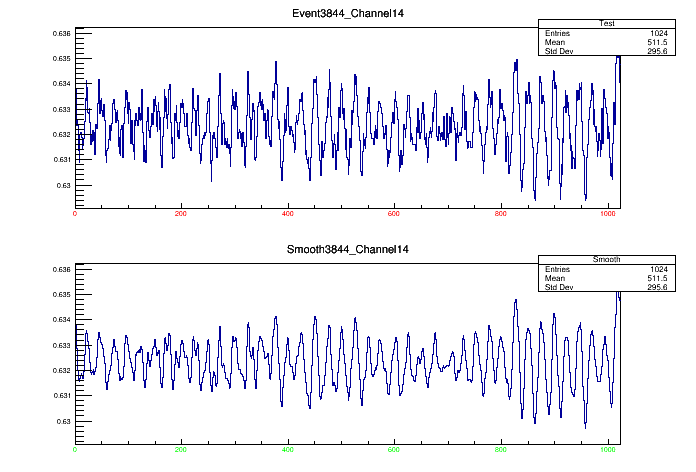 Event3844_Channel14
Test
Entries 1024
Mean 511.5
Std Dev 295.6
0.636
0.635
0.634
0.633
0.632
0.631
0.63
0 200 400 600 800 1000
Smooth3844_Channel14
Smooth
Entries 1024
Mean 511.5
Std Dev 295.6
0.636
0.635
0.634
0.633
0.632
0.631
0.63
0 200 400 600 800 1000